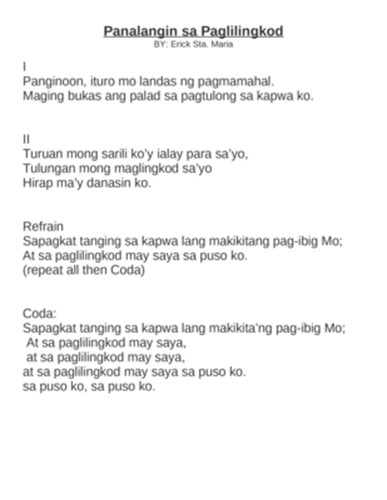 Panalangin sa Paglilingkod
BY: Erick Sta. Maria
I
Panginoon, ituro mo landas ng pagmamahal.
Maging bukas ang palad sa pagtulong sa kapwa ko.
II
Turuan mong sarili ko'y ialay para sa'yo,
Tulungan mong maglingkod sa'yo
Hirap ma'y danasin ko.
Refrain
Sapagkat tanging sa kapwa lang makikitang pag-ibig Mo;
At sa paglilingkod may saya sa puso ko.
(repeat all then Coda)
Coda:
Sapagkat tanging sa kapwa lang makikita'ng pag-ibig Mo;
At sa paglilingkod may saya,
at sa paglilingkod may saya,
at sa paglilingkod may saya sa puso ko.
sa puso ko, sa puso ko.